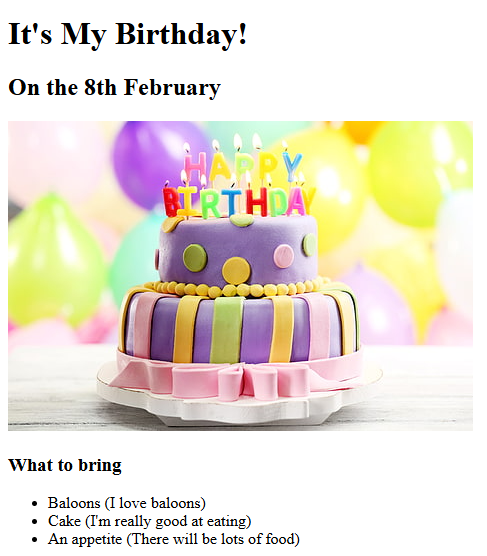 It's My Birthday!
On the 8th February
HAPPY
BIRTHDAY
What to bring
Baloons (I love baloons)
Cake (I'm really good at eating)
An appetite (There will be lots of food)